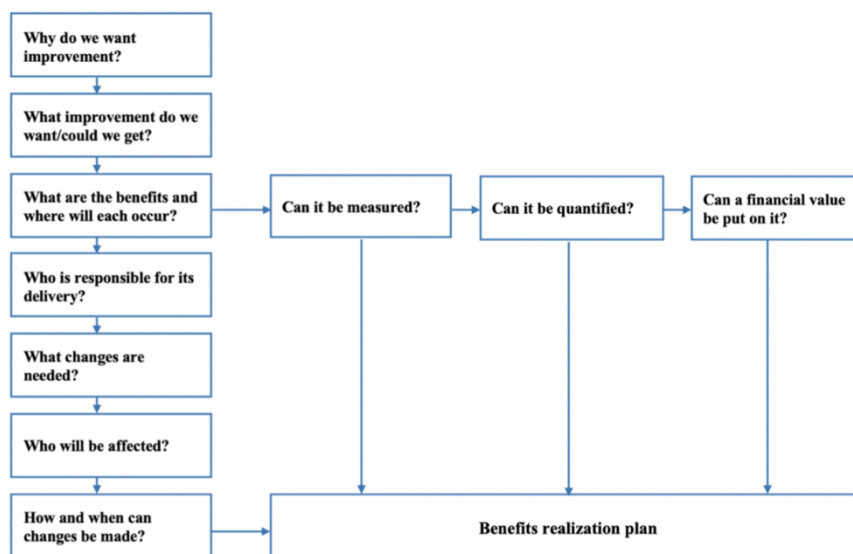 Why do we want
improvement?
What improvement do we
want/could we get?
What are the benefits and
where will each occur?
Can it be measured?
Can it be quantified?
Can a financial value
be put on it?
Who is responsible for its
delivery?
What changes are
needed?
Who will be affected?
How and when can
changes be made?
Benefits realization plan